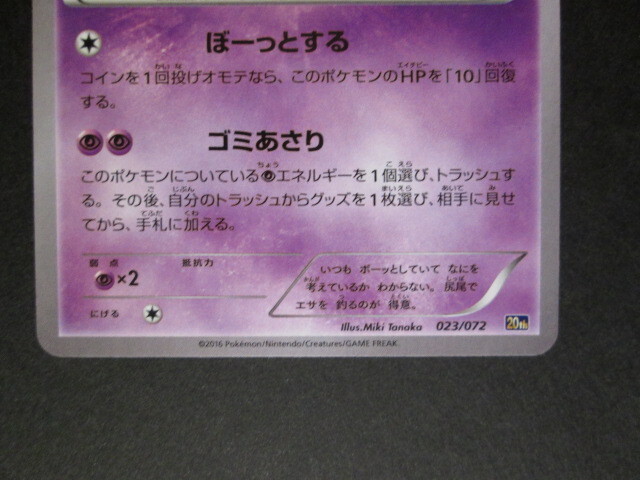 ぼーっとする
コインを1回投げオモテなら、このポケモンのHPを「10」回復
する。
ゴミあさり
このポケモンについているエネルギーを1個選び、トラッシュす
る。その後、自分のトラッシュからグッズを1枚選び、相手に見せ
てから、手札に加える。
弱点 抵抗力
×2
いつも ボーッとしていて なにを
考えているか わからない。尻尾で
エサを 釣るのが 得意。
にげる
Illus.Miki Tanaka 023/072 20th
©2016 Pokémon/Nintendo/Creatures/GAME FREAK.